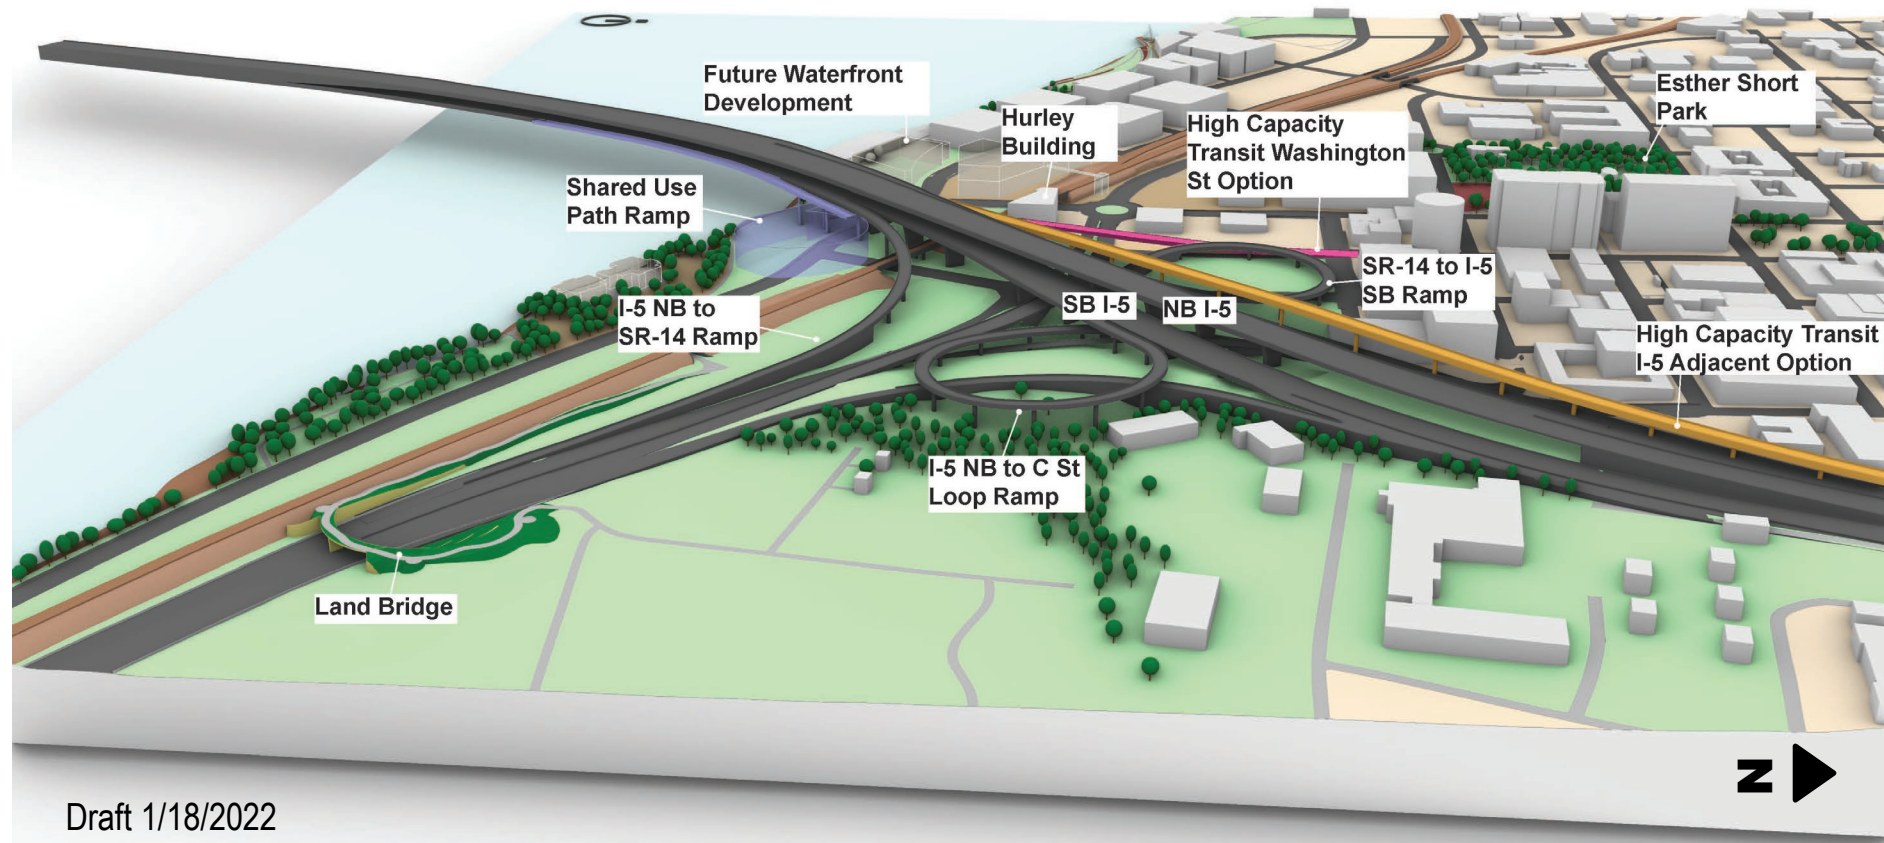 Future Waterfront
Development
Esther Short
Park
Hurley
Building
High Capacity
Transit Washington
St Option
Shared Use
Path Ramp
SR-14 to I-5
SB Ramp
I-5 NB to
SR-14 Ramp
SB I-5
NB I-5
High Capacity Transit
I-5 Adjacent Option
I-5 NB to C St
Loop Ramp
Land Bridge
N
Draft 1/18/2022